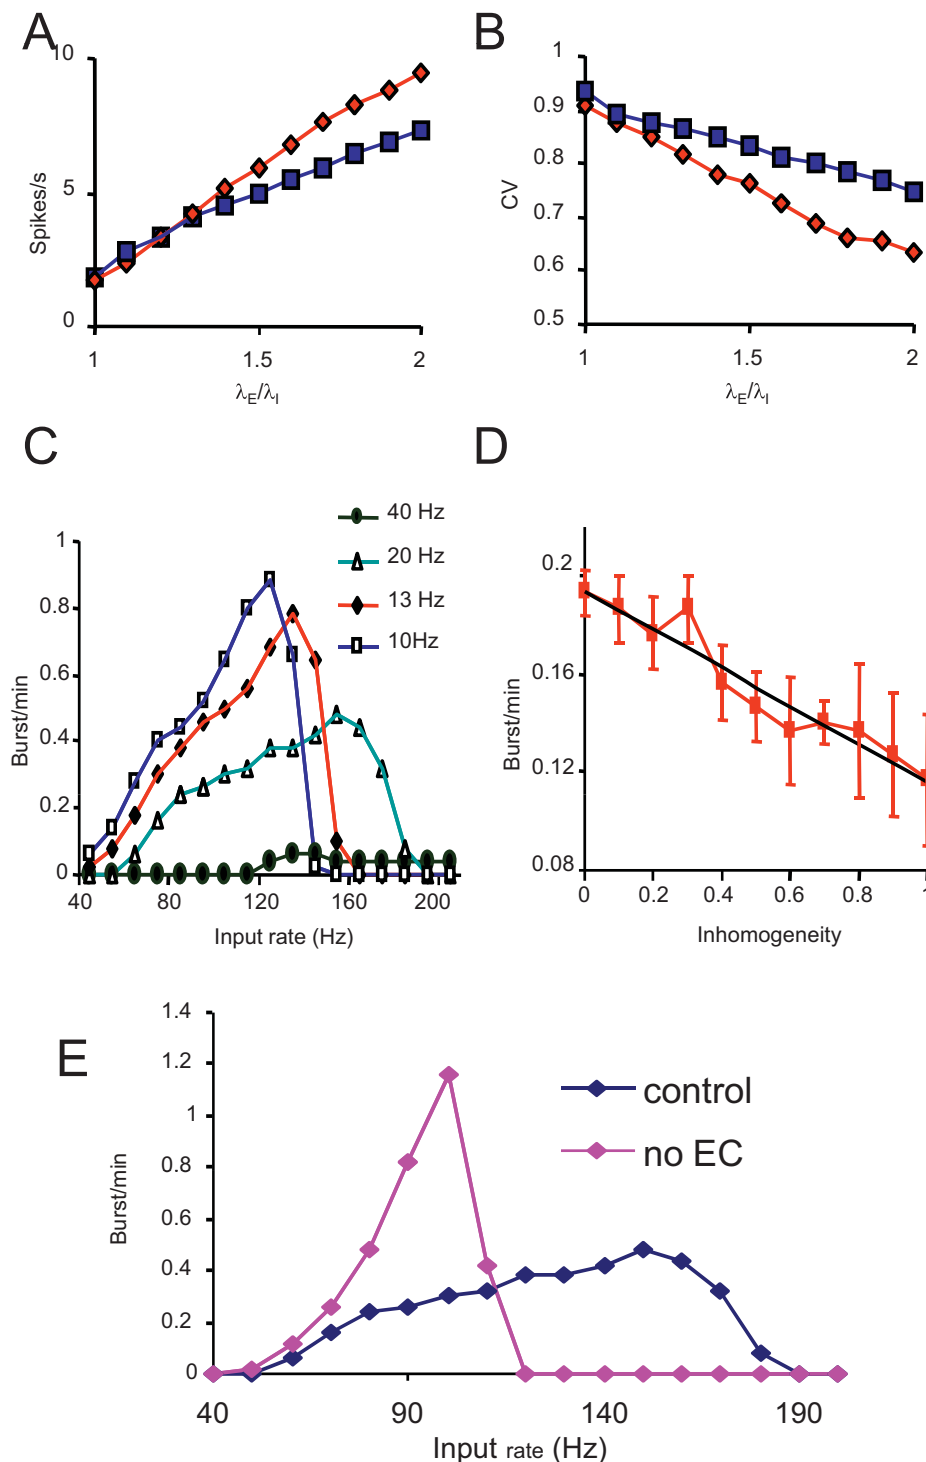 A
10
Spikes/s
5
0
1
1.5
2
λE/λI
B
1
0.9
0.8
CV
0.7
0.6
0.5
1
1.5
2
λE/λI
C
40 Hz
20 Hz
13 Hz
10Hz
1
0.8
0.6
Burst/min
0.4
0.2
0
40
80
120
160
200
Input rate (Hz)
D
0.2
0.16
Burst/min
0.12
0.08
0
0.2
0.4
0.6
0.8
1
Inhomogeneity
E
1.4
1.2
1
0.8
Burst/min
0.6
0.4
0.2
0
control
no EC
40
90
140
190
Input rate (Hz)